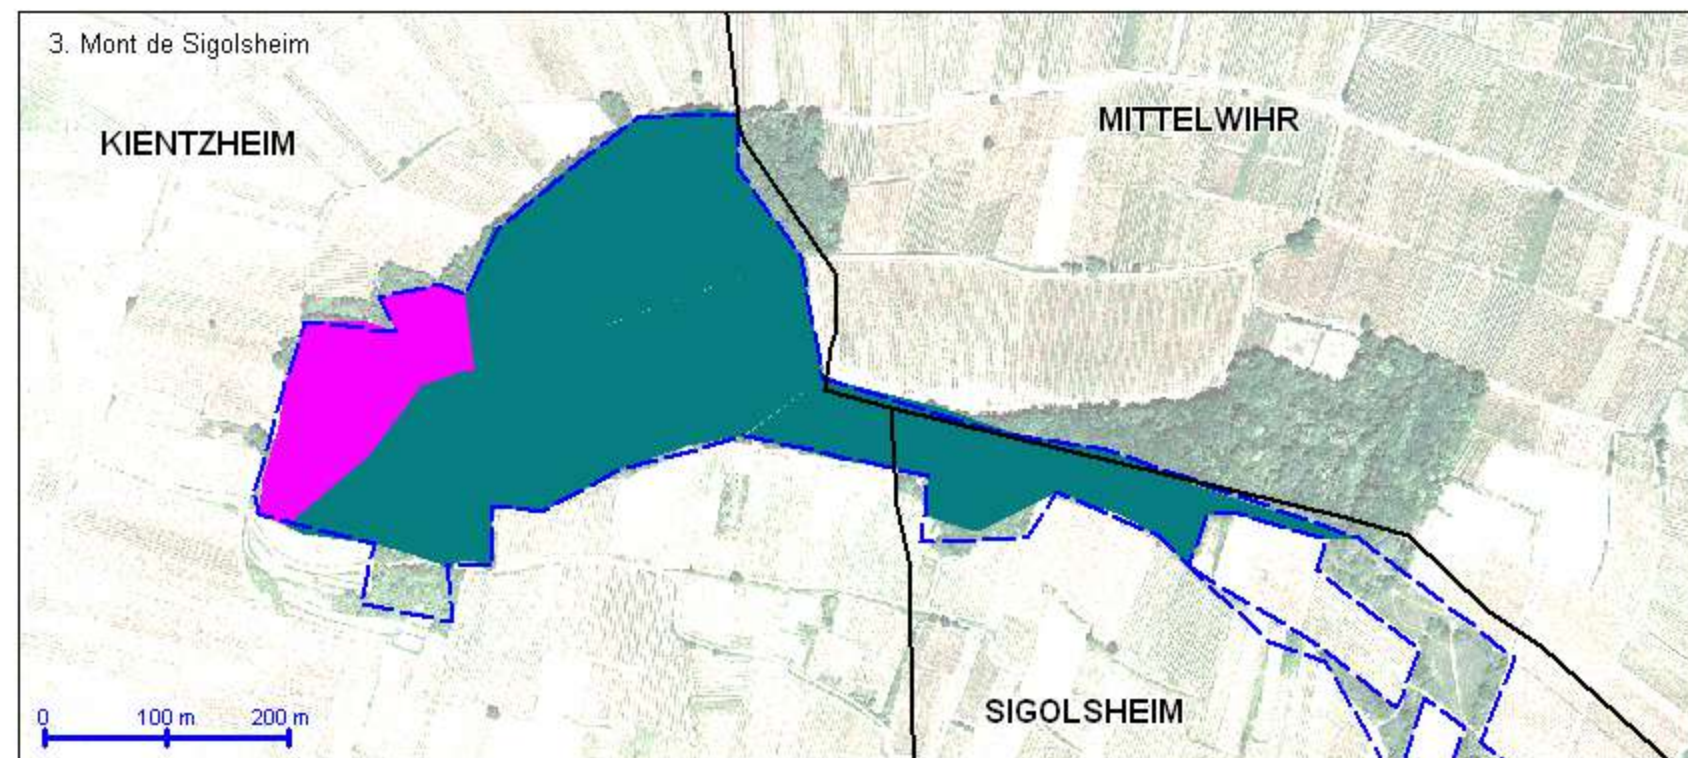 3. Mont de Sigolsheim
KIENTZHEIM
MITTELWIHR
SIGOLSHEIM
0 100 m 200 m